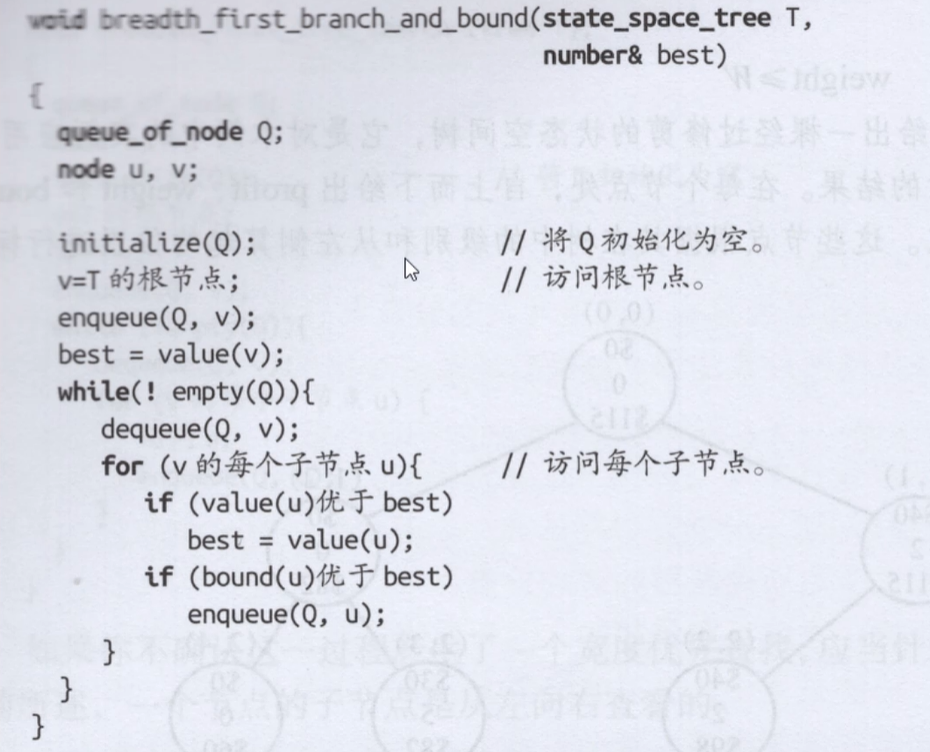 void breadth_first_branch_and_bound(state_space_tree T,
number& best)
{
queue_of_node Q;
node u, v;
initialize(Q); // 将 Q 初始化为空。
v=T 的根节点; // 访问根节点。
enqueue(Q, v);
best = value(v);
while(! empty(Q)){
dequeue(Q, v);
for (v 的每个子节点 u){ // 访问每个子节点。
if (value(u)优于 best)
best = value(u);
if (bound(u)优于 best)
enqueue(Q, u);
}
}
}